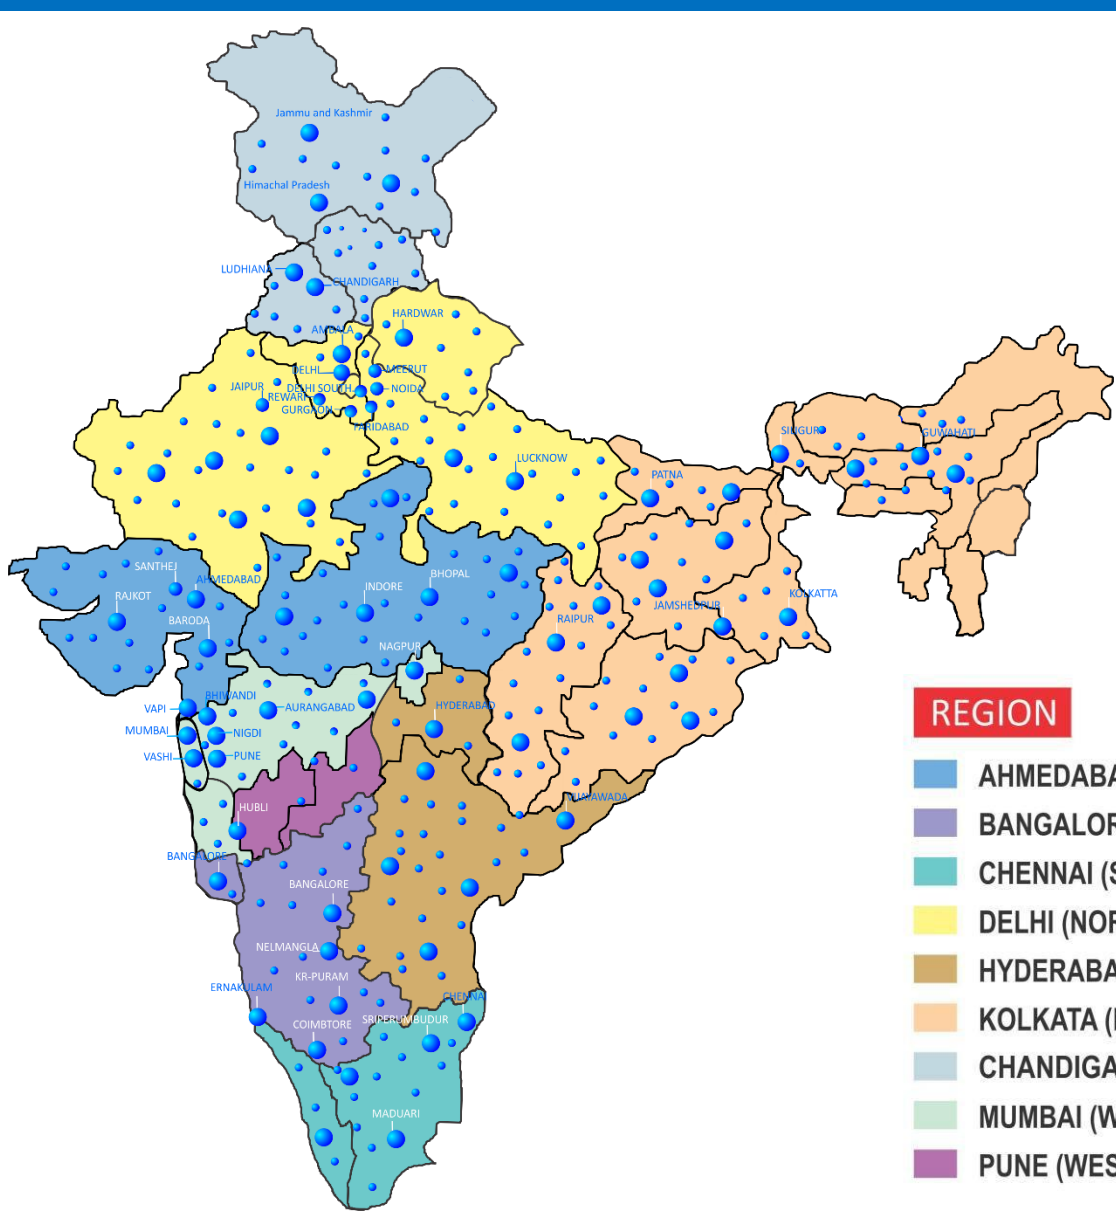 Jammu and Kashmir
Himachal Pradesh
LUDHIANA
CHANDIGARH
HARDWAR
AMBALA
DELHI
MEERUT
JAIPUR
DELHI SOUTH
NOIDA
REWARI
GURGAON
FARIDABAD
LUCKNOW
PATNA
SINGUR
GUWAHATI
SANTHEJ
AHMEDABAD
RAJKOT
BARODA
INDORE
BHOPAL
RAIPUR
JAMSHEDPUR
KOLKATTA
NAGPUR
BHIWANDI
VAPI
AURANGABAD
HYDERABAD
MUMBAI
NIGDI
VASHI
PUNE
HUBLI
VIJAYAWADA
BANGALORE
BANGALORE
NELMANGLA
KR-PURAM
ERNAKULAM
CHENNAI
COIMBTORE
SRIPERUMBUDUR
MADUARI
REGION
AHMEDABA
BANGALOR
CHENNAI (S
DELHI (NOR
HYDERABA
KOLKATA (
CHANDIGA
MUMBAI (W
PUNE (WES